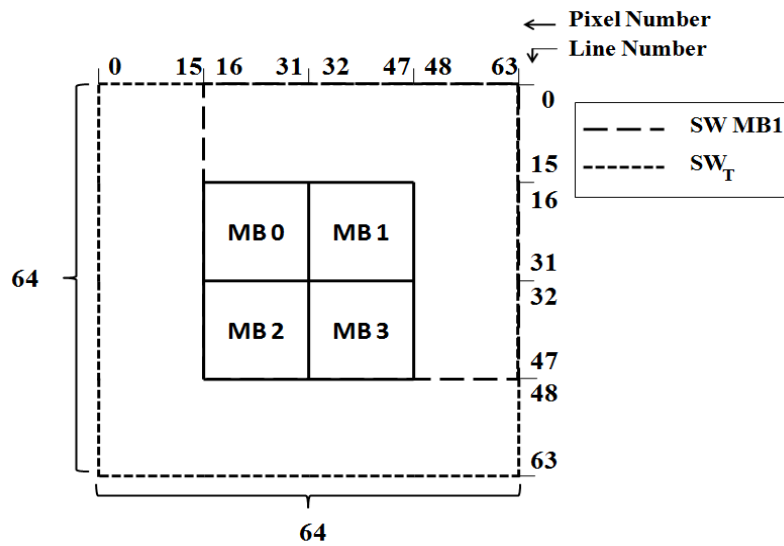 Pixel Number
Line Number
0 15 16 31 32 47 48 63
0
SW MB1
15
SW_T
16
MB 0 MB 1
31
64
32
MB 2 MB 3
47
48
63
64